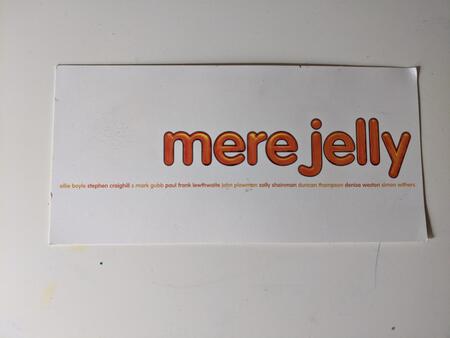 mere jelly
ellie boyle stephen craighill s mark gubb paul frank lewthwaite john plowman sally sheinman duncan thompson denise weston simon withers